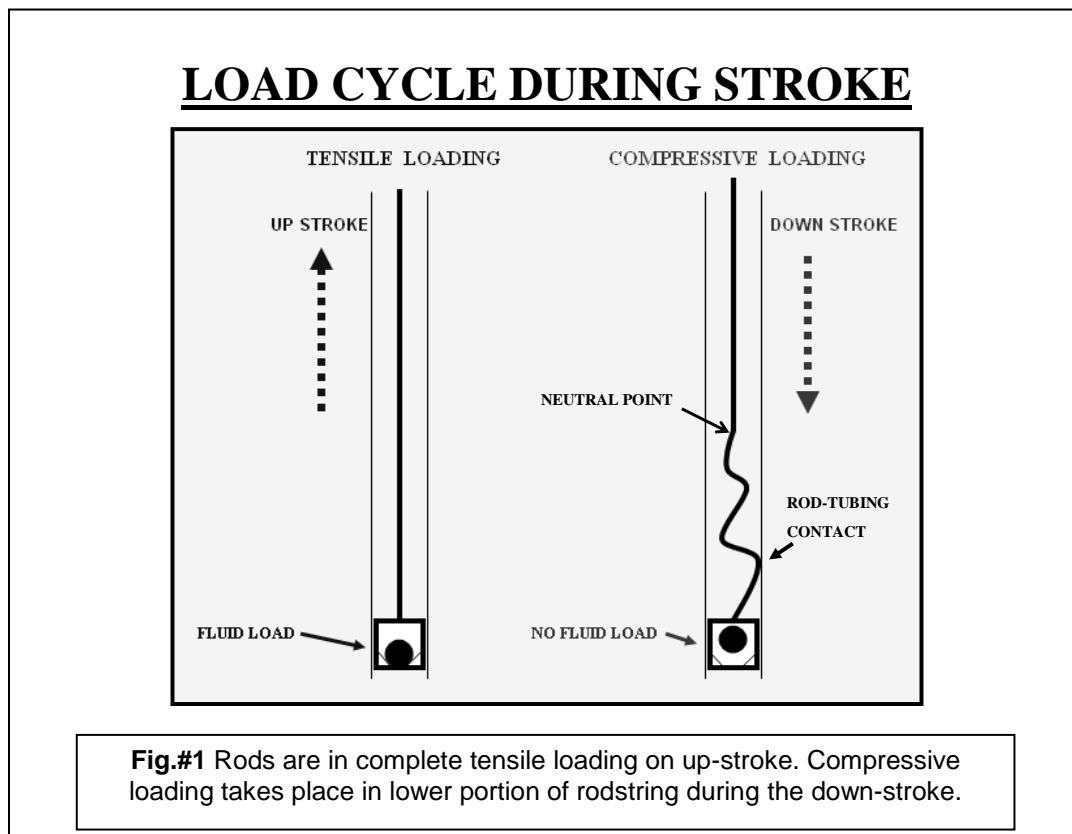 LOAD CYCLE DURING STROKE
TENSILE LOADING
COMPRESSIVE LOADING
UP STROKE
DOWN STROKE
NEUTRAL POINT
ROD-TUBING
CONTACT
FLUID LOAD
NO FLUID LOAD
Fig.#1 Rods are in complete tensile loading on up-stroke. Compressive
loading takes place in lower portion of rodstring during the down-stroke.